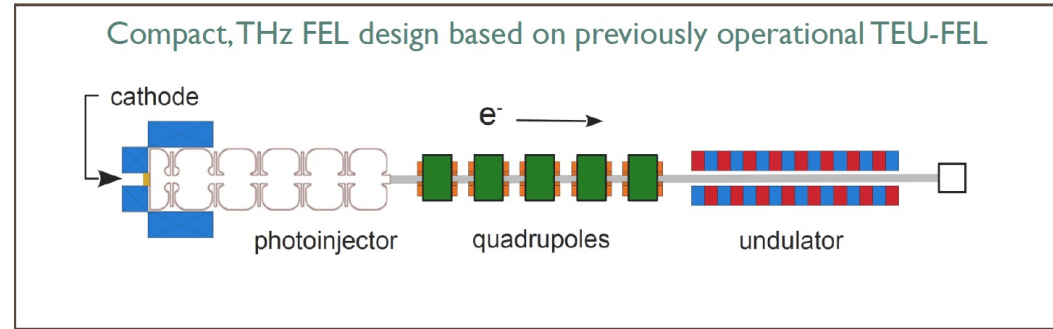 Compact, THz FEL design based on previously operational TEU-FEL
cathode
e-
photoinjector
quadrupoles
undulator